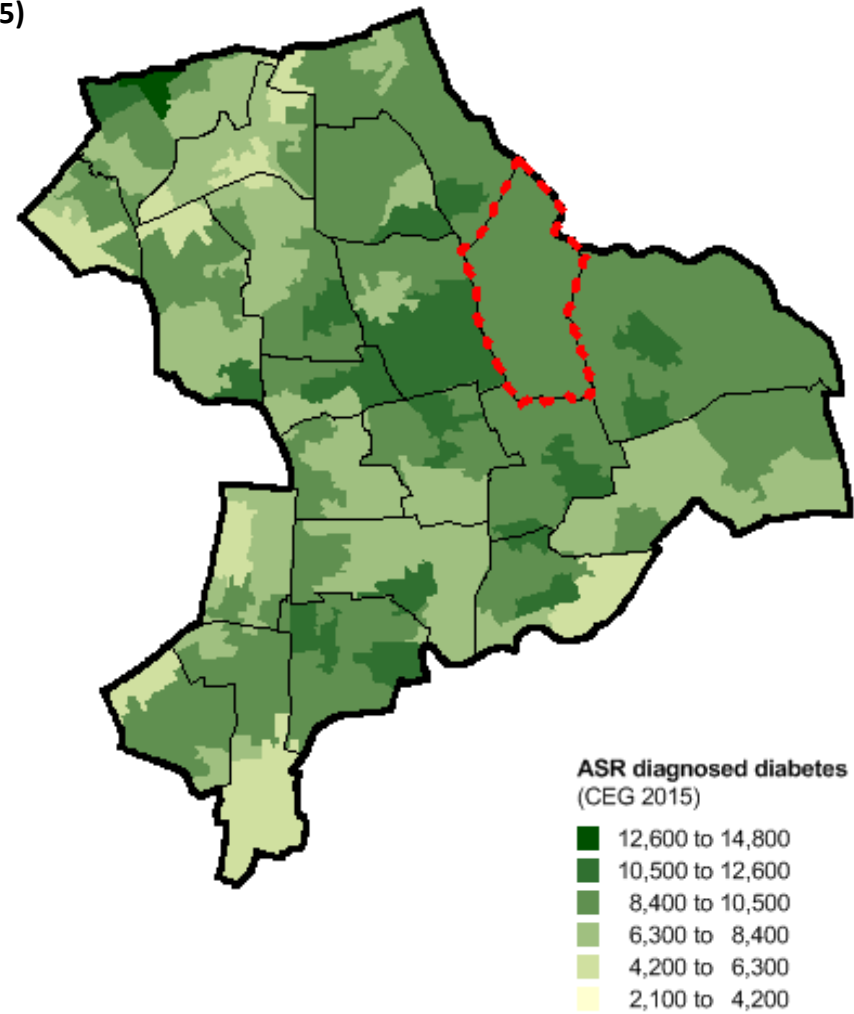 5)
ASR diagnosed diabetes
(CEG 2015)
12,600 to 14,800
10,500 to 12,600
8,400 to 10,500
6,300 to 8,400
4,200 to 6,300
2,100 to 4,200